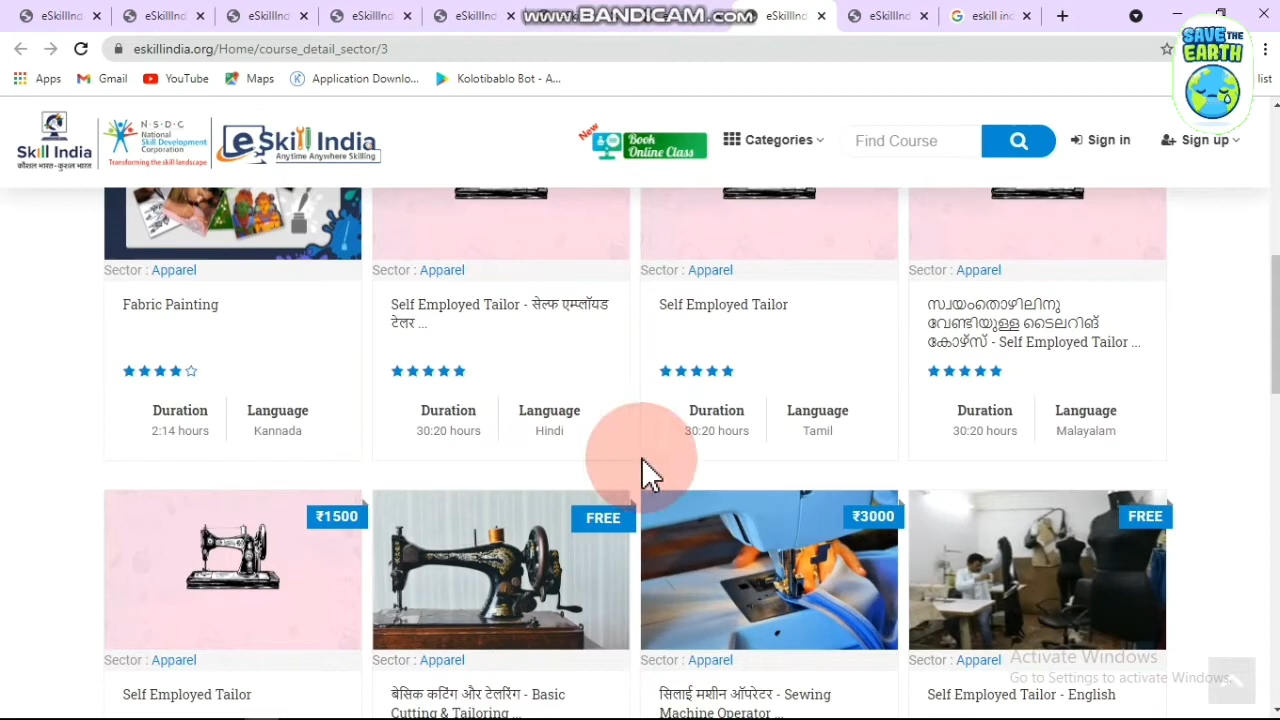 eSkillInd
eSkillInd
eSkillInd
eSkillInd
eSkillInd
www.BANDICAM.com
eSkillInd
eSkillInd
eskill inc
eskillindia.org/Home/course_detail_sector/3
SAVE THE
EARTH
Apps
Gmail
YouTube
Maps
Application Downlo...
Kolotibablo Bot - A...
list
Skill India
कौशल भारत-कुशल भारत
N·S·D·C
National
Skill Development
Corporation
Transforming the skill landscape
eSkill India
Anytime Anywhere Skilling
New
Book
Online Class
Categories
Find Course
Sign in
Sign up
Sector : Apparel
Sector : Apparel
Sector : Apparel
Sector : Apparel
Fabric Painting
Self Employed Tailor - सेल्फ एम्प्लॉयड
टेलर ...
Self Employed Tailor
സ്വയംതൊഴിലിനു
വേണ്ടിയുള്ള ടൈലറിങ്
കോഴ്സ് - Self Employed Tailor ...
Duration
Language
Duration
Language
Duration
Language
Duration
Language
2:14 hours
Kannada
30:20 hours
Hindi
30:20 hours
Tamil
30:20 hours
Malayalam
₹1500
FREE
₹3000
FREE
Sector : Apparel
Sector : Apparel
Sector : Apparel
Sector : Apparel
Activate Windows
Go to Settings to activate Windows.
Self Employed Tailor
बेसिक कटिंग और टेलरिंग - Basic
Cutting & Tailoring ...
सिलाई मशीन ऑपरेटर - Sewing
Machine Operator ...
Self Employed Tailor - English